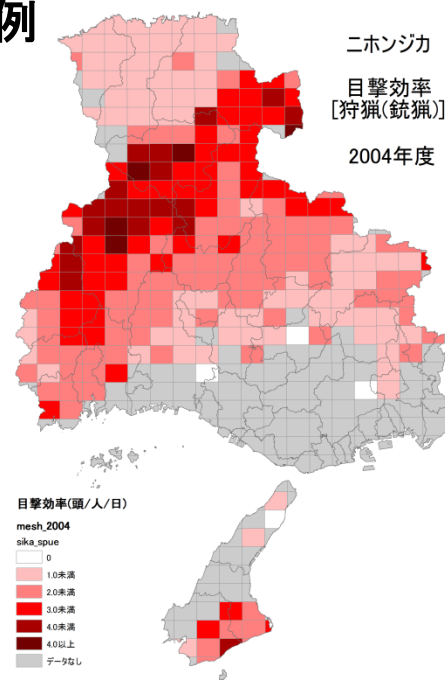 例
ニホンジカ
目撃効率
[狩猟(銃猟)]
2004年度
目撃効率(頭/人/日)
mesh_2004
sika_spue
0
1.0未満
2.0未満
3.0未満
4.0未満
4.0以上
データなし